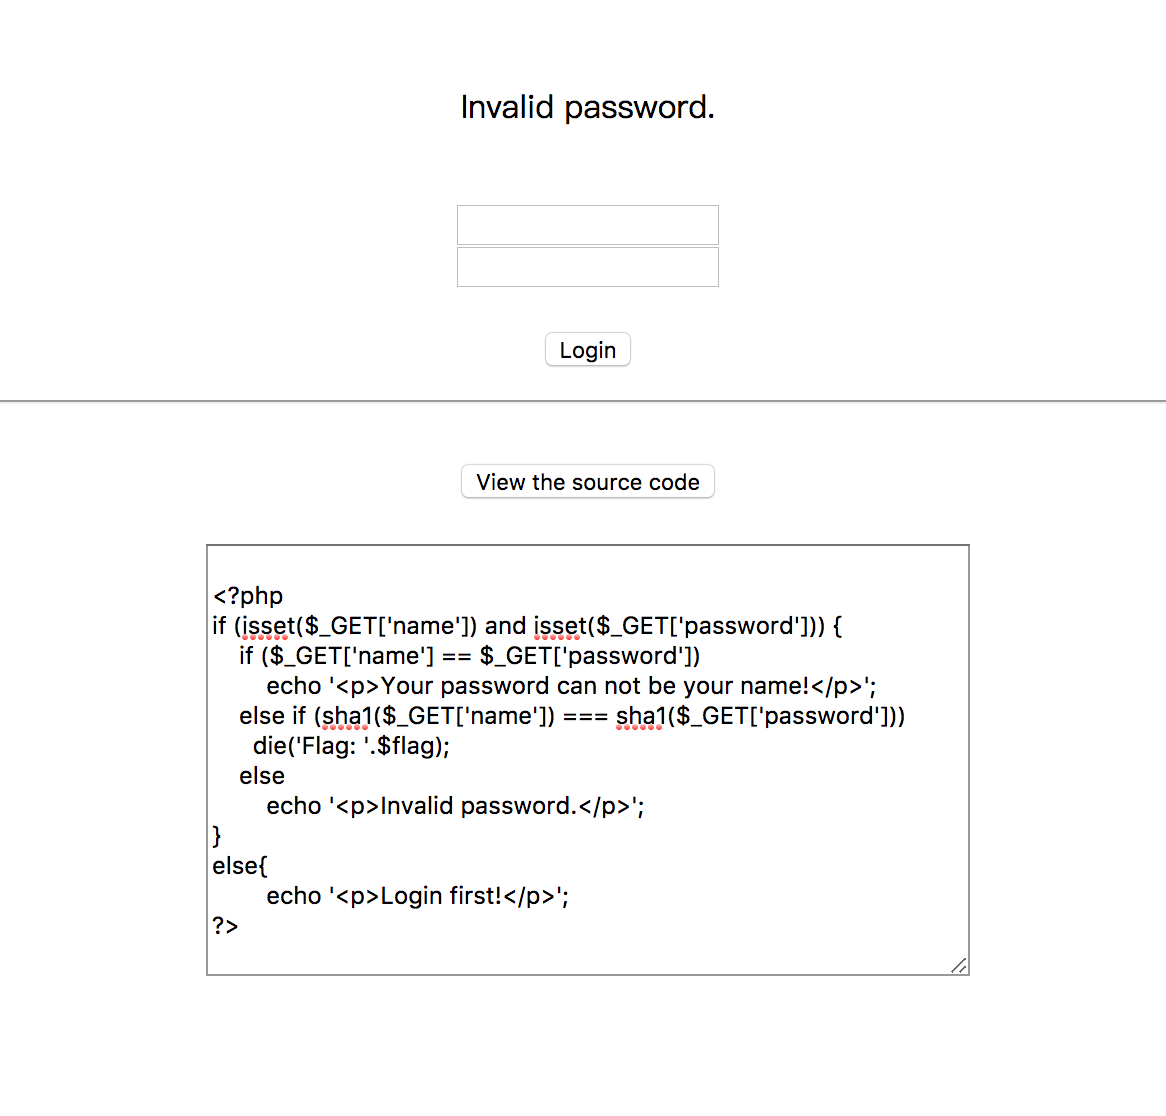 Invalid password.
Login
View the source code
<?php
if (isset($_GET['name']) and isset($_GET['password'])) {
    if ($_GET['name'] == $_GET['password'])
        echo '<p>Your password can not be your name!</p>';
    else if (sha1($_GET['name']) === sha1($_GET['password']))
      die('Flag: '.$flag);
    else
        echo '<p>Invalid password.</p>';
}
else{
        echo '<p>Login first!</p>';
?>